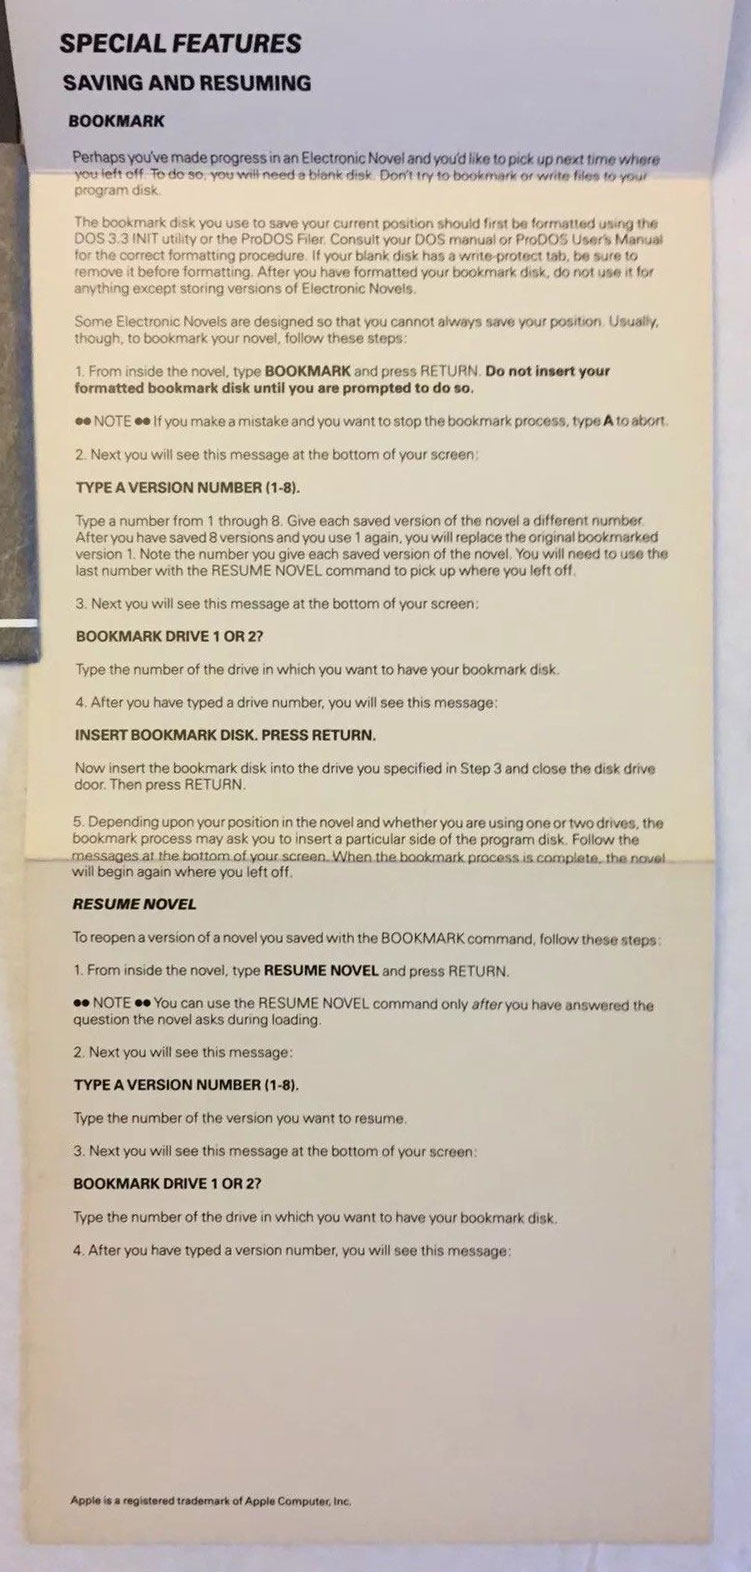 SPECIAL FEATURES
SAVING AND RESUMING
BOOKMARK
Perhaps you've made progress in an Electronic Novel and you'd like to pick up next time where
you left off. To do so, you will need a blank disk. Don't try to bookmark or write files to your
program disk.
The bookmark disk you use to save your current position should first be formatted using the
DOS 3.3 INIT utility or the ProDOS Filer. Consult your DOS manual or ProDOS User's Manual
for the correct formatting procedure. If your blank disk has a write-protect tab, be sure to
remove it before formatting. After you have formatted your bookmark disk, do not use it for
anything except storing versions of Electronic Novels.
Some Electronic Novels are designed so that you cannot always save your position. Usually,
though, to bookmark your novel, follow these steps:
1. From inside the novel, type BOOKMARK and press RETURN. Do not insert your
formatted bookmark disk until you are prompted to do so.
●● NOTE ●● If you make a mistake and you want to stop the bookmark process, type A to abort.
2. Next you will see this message at the bottom of your screen:
TYPE A VERSION NUMBER (1-8).
Type a number from 1 through 8. Give each saved version of the novel a different number.
After you have saved 8 versions and you use 1 again, you will replace the original bookmarked
version 1. Note the number you give each saved version of the novel. You will need to use the
last number with the RESUME NOVEL command to pick up where you left off.
3. Next you will see this message at the bottom of your screen:
BOOKMARK DRIVE 1 OR 2?
Type the number of the drive in which you want to have your bookmark disk.
4. After you have typed a drive number, you will see this message:
INSERT BOOKMARK DISK. PRESS RETURN.
Now insert the bookmark disk into the drive you specified in Step 3 and close the disk drive
door. Then press RETURN.
5. Depending upon your position in the novel and whether you are using one or two drives, the
bookmark process may ask you to insert a particular side of the program disk. Follow the
messages at the bottom of your screen. When the bookmark process is complete, the novel
will begin again where you left off.
RESUME NOVEL
To reopen a version of a novel you saved with the BOOKMARK command, follow these steps:
1. From inside the novel, type RESUME NOVEL and press RETURN.
●● NOTE ●● You can use the RESUME NOVEL command only after you have answered the
question the novel asks during loading.
2. Next you will see this message:
TYPE A VERSION NUMBER (1-8).
Type the number of the version you want to resume.
3. Next you will see this message at the bottom of your screen:
BOOKMARK DRIVE 1 OR 2?
Type the number of the drive in which you want to have your bookmark disk.
4. After you have typed a version number, you will see this message:
Apple is a registered trademark of Apple Computer, Inc.